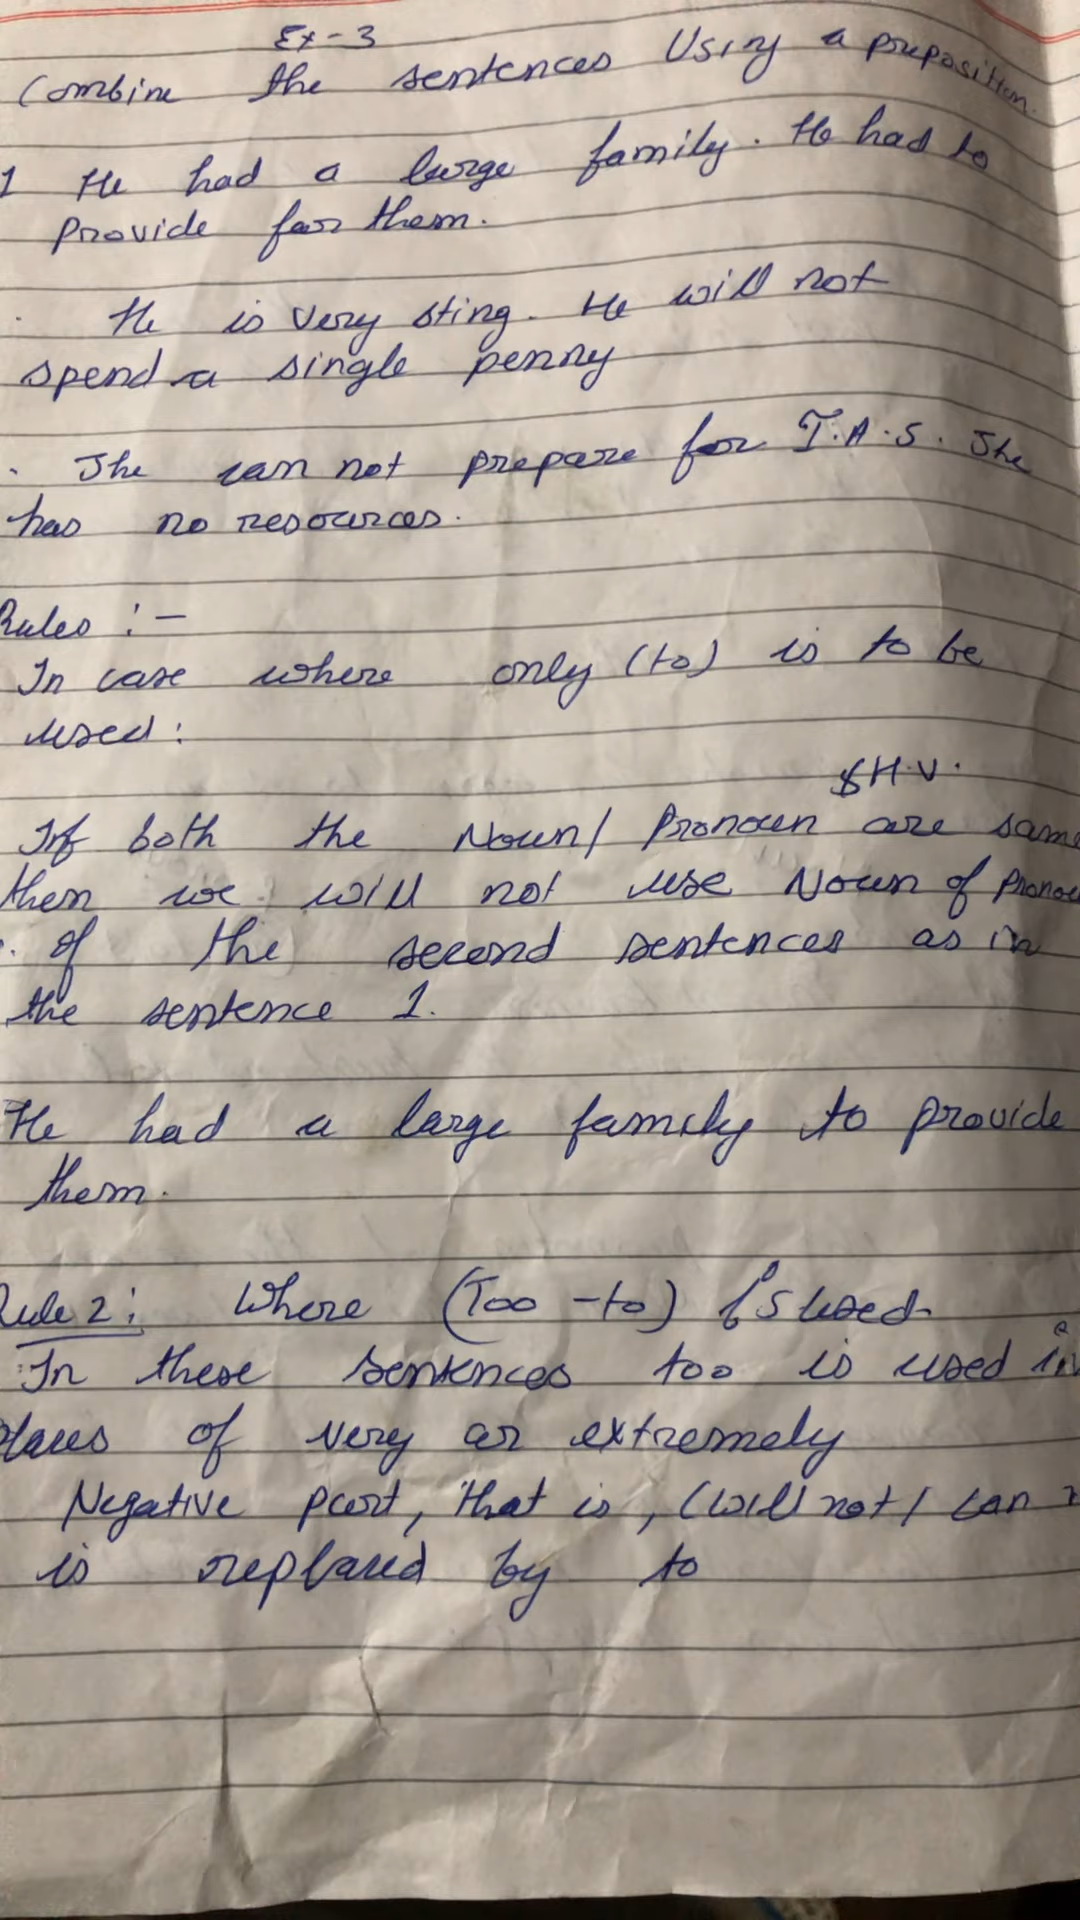 Ex-3
Combine the sentences Using a preposition.
1 He had a large family. He had to
Provide for them.
He is very sting. He will not
spend a single penny
She can not prepare for I.A.S. She
has no resources.
Rules :-
In case where only (to) is to be
used:
H.V.
If both the Noun/ Pronoun are same
then we will not use Noun of Pronou
of the second sentences as in
the sentence 1.
He had a large family to provide
them.
Rule 2: Where (Too -to) is used
In these sentences too is used in
places of very or extremely
Negative part, that is, (will not/ can
is replaced by to